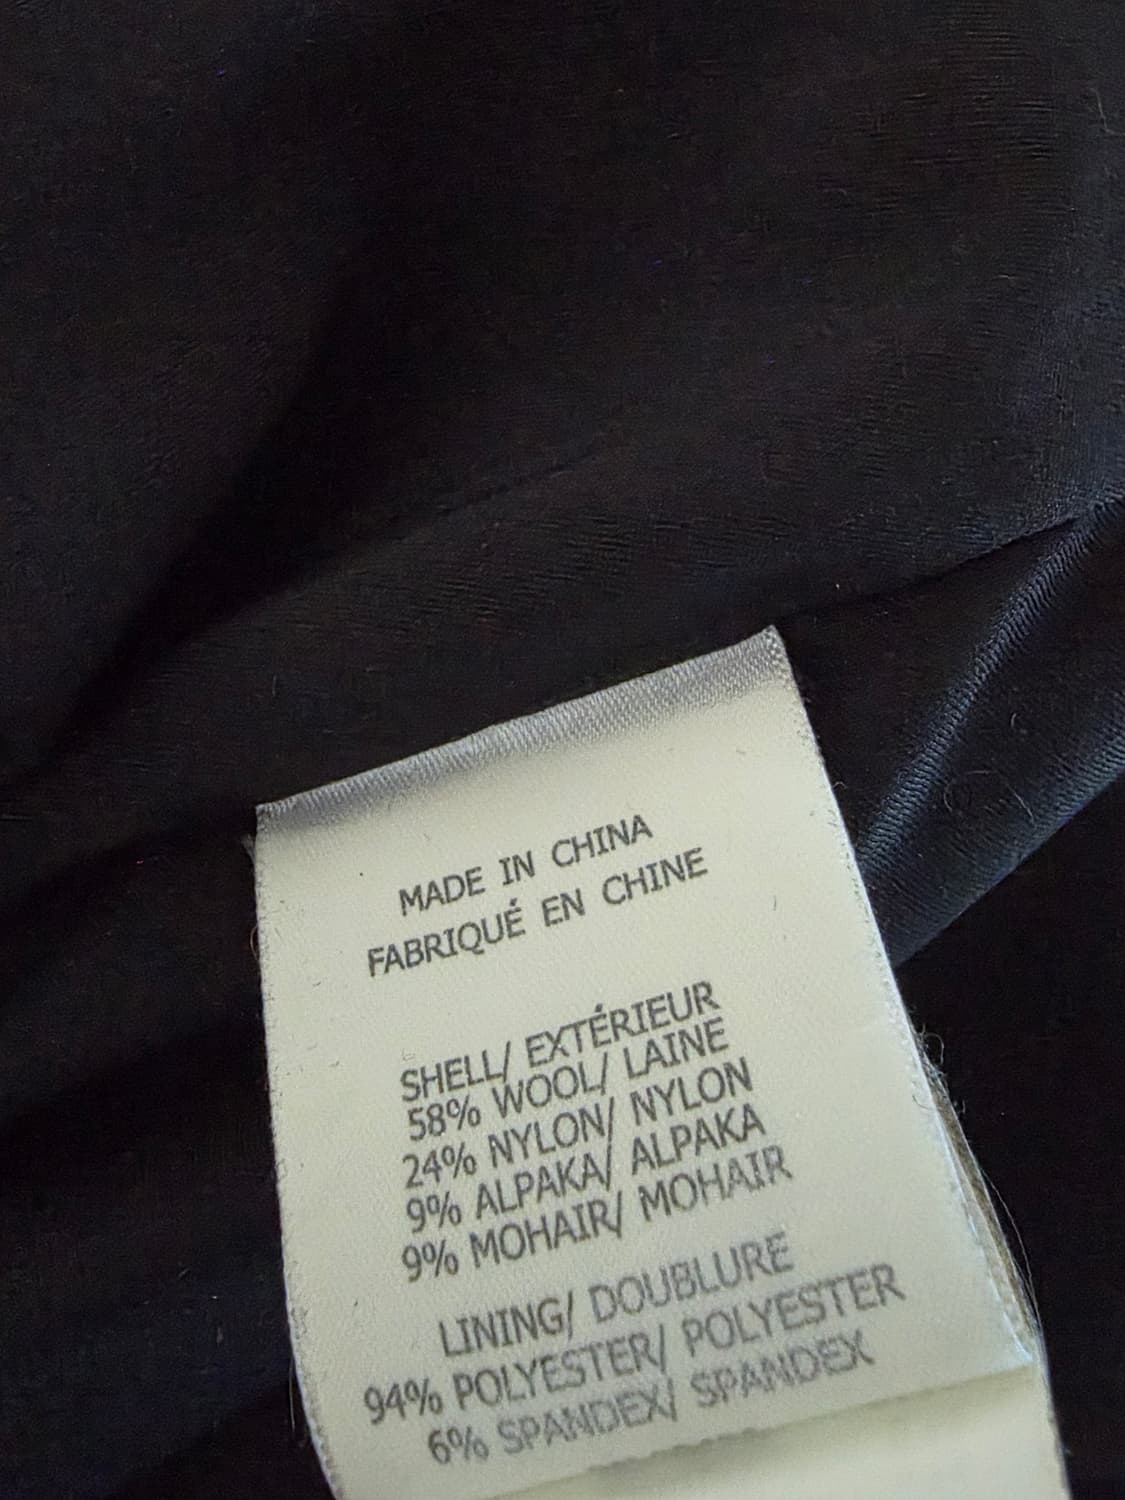 MADE IN CHINA
FABRIQUÉ EN CHINE
SHELL/ EXTÉRIEUR
58% WOOL/ LAINE
24% NYLON/ NYLON
9% ALPAKA/ ALPAKA
9% MOHAIR/ MOHAIR
LINING/ DOUBLURE
94% POLYESTER/ POLYESTER
6% SPANDEX/ SPANDEX